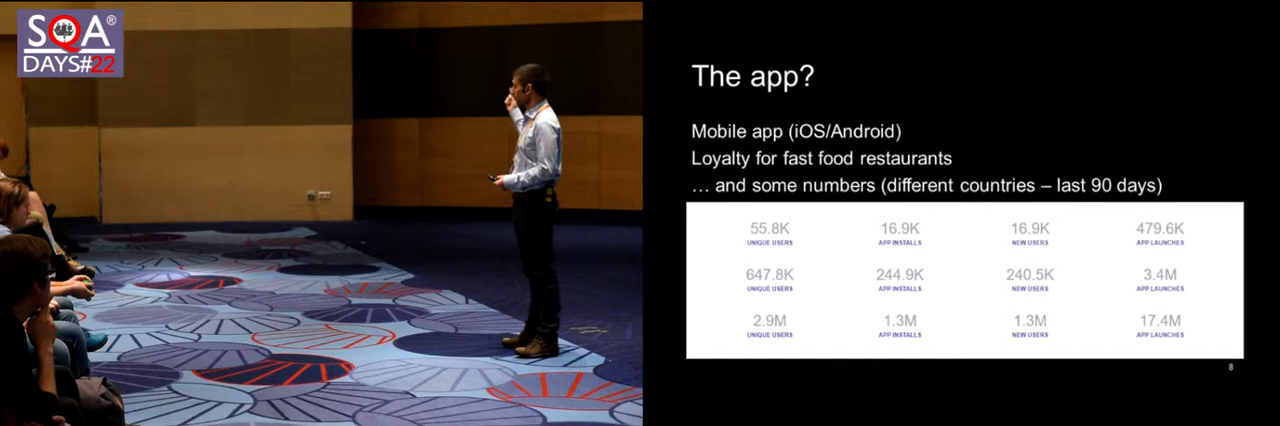 SQA®
DAYS#22
The app?
Mobile app (iOS/Android)
Loyalty for fast food restaurants
… and some numbers (different countries – last 90 days)
55.8K 16.9K 16.9K 479.6K
UNIQUE USERS APP INSTALLS NEW USERS APP LAUNCHES
647.8K 244.9K 240.5K 3.4M
UNIQUE USERS APP INSTALLS NEW USERS APP LAUNCHES
2.9M 1.3M 1.3M 17.4M
UNIQUE USERS APP INSTALLS NEW USERS APP LAUNCHES
8